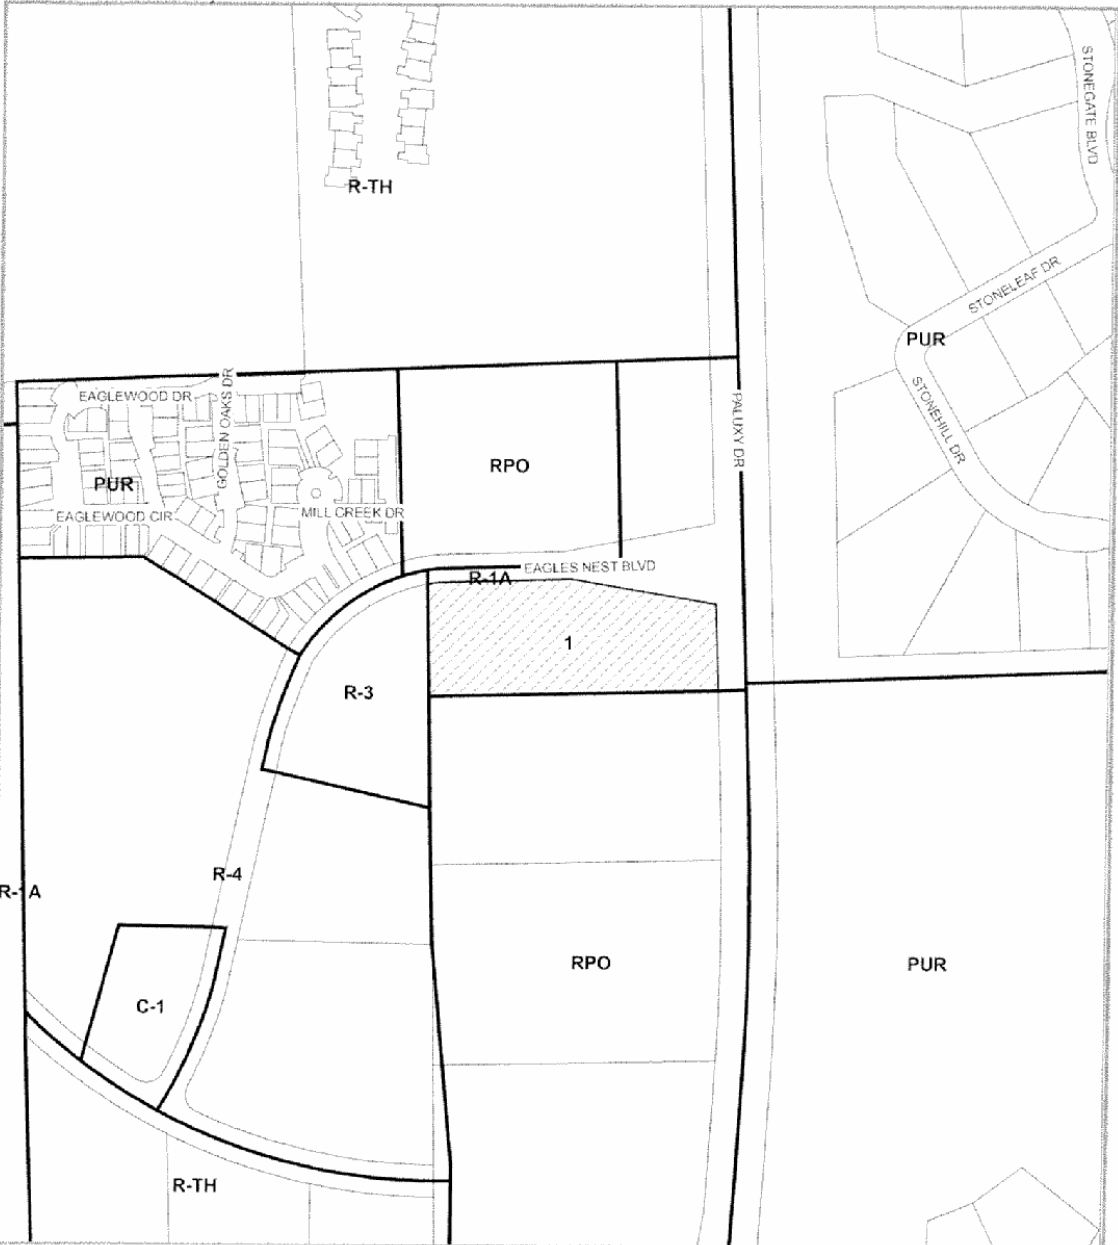 STONEGATE BLVD
R-TH
STONELEAF DR
PUR
STONEHILL DR
EAGLEWOOD DR
GOLDEN OAKS DR
PALUXY DR
RPO
PUR
EAGLEWOOD CIR
MILL CREEK DR
EAGLES NEST BLVD
R-1A
1
R-3
R-4
R-1A
RPO
PUR
C-1
R-TH